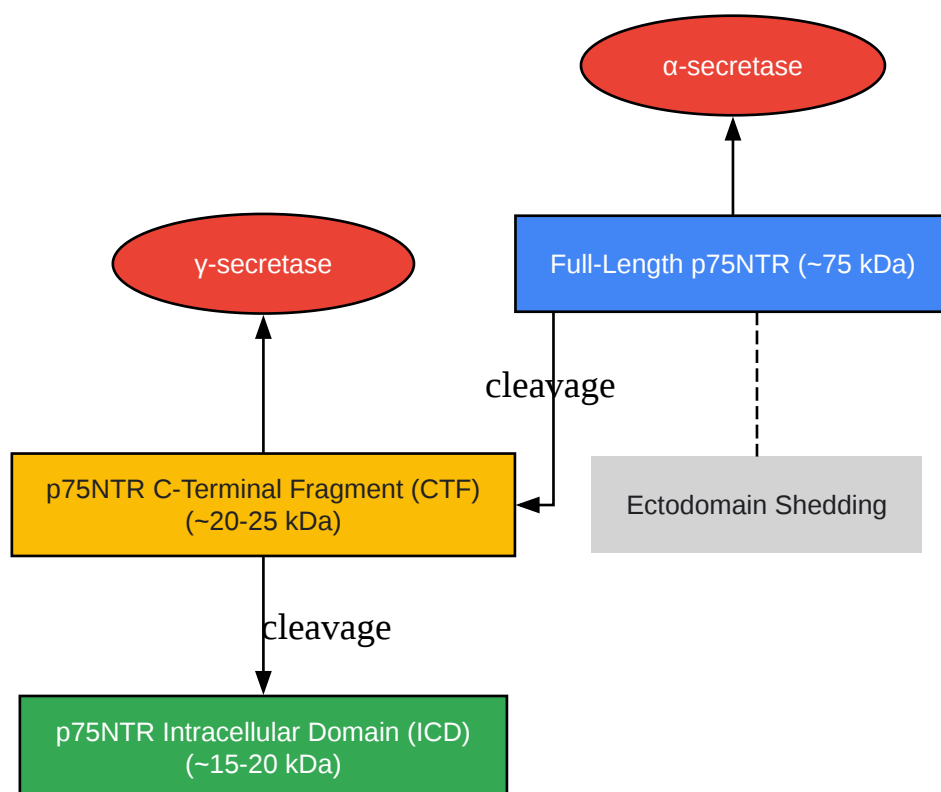 α-secretase
γ-secretase
Full-Length p75NTR (~75 kDa)
cleavage
p75NTR C-Terminal Fragment (CTF)
(~20-25 kDa)
Ectodomain Shedding
cleavage
p75NTR Intracellular Domain (ICD)
(~15-20 kDa)